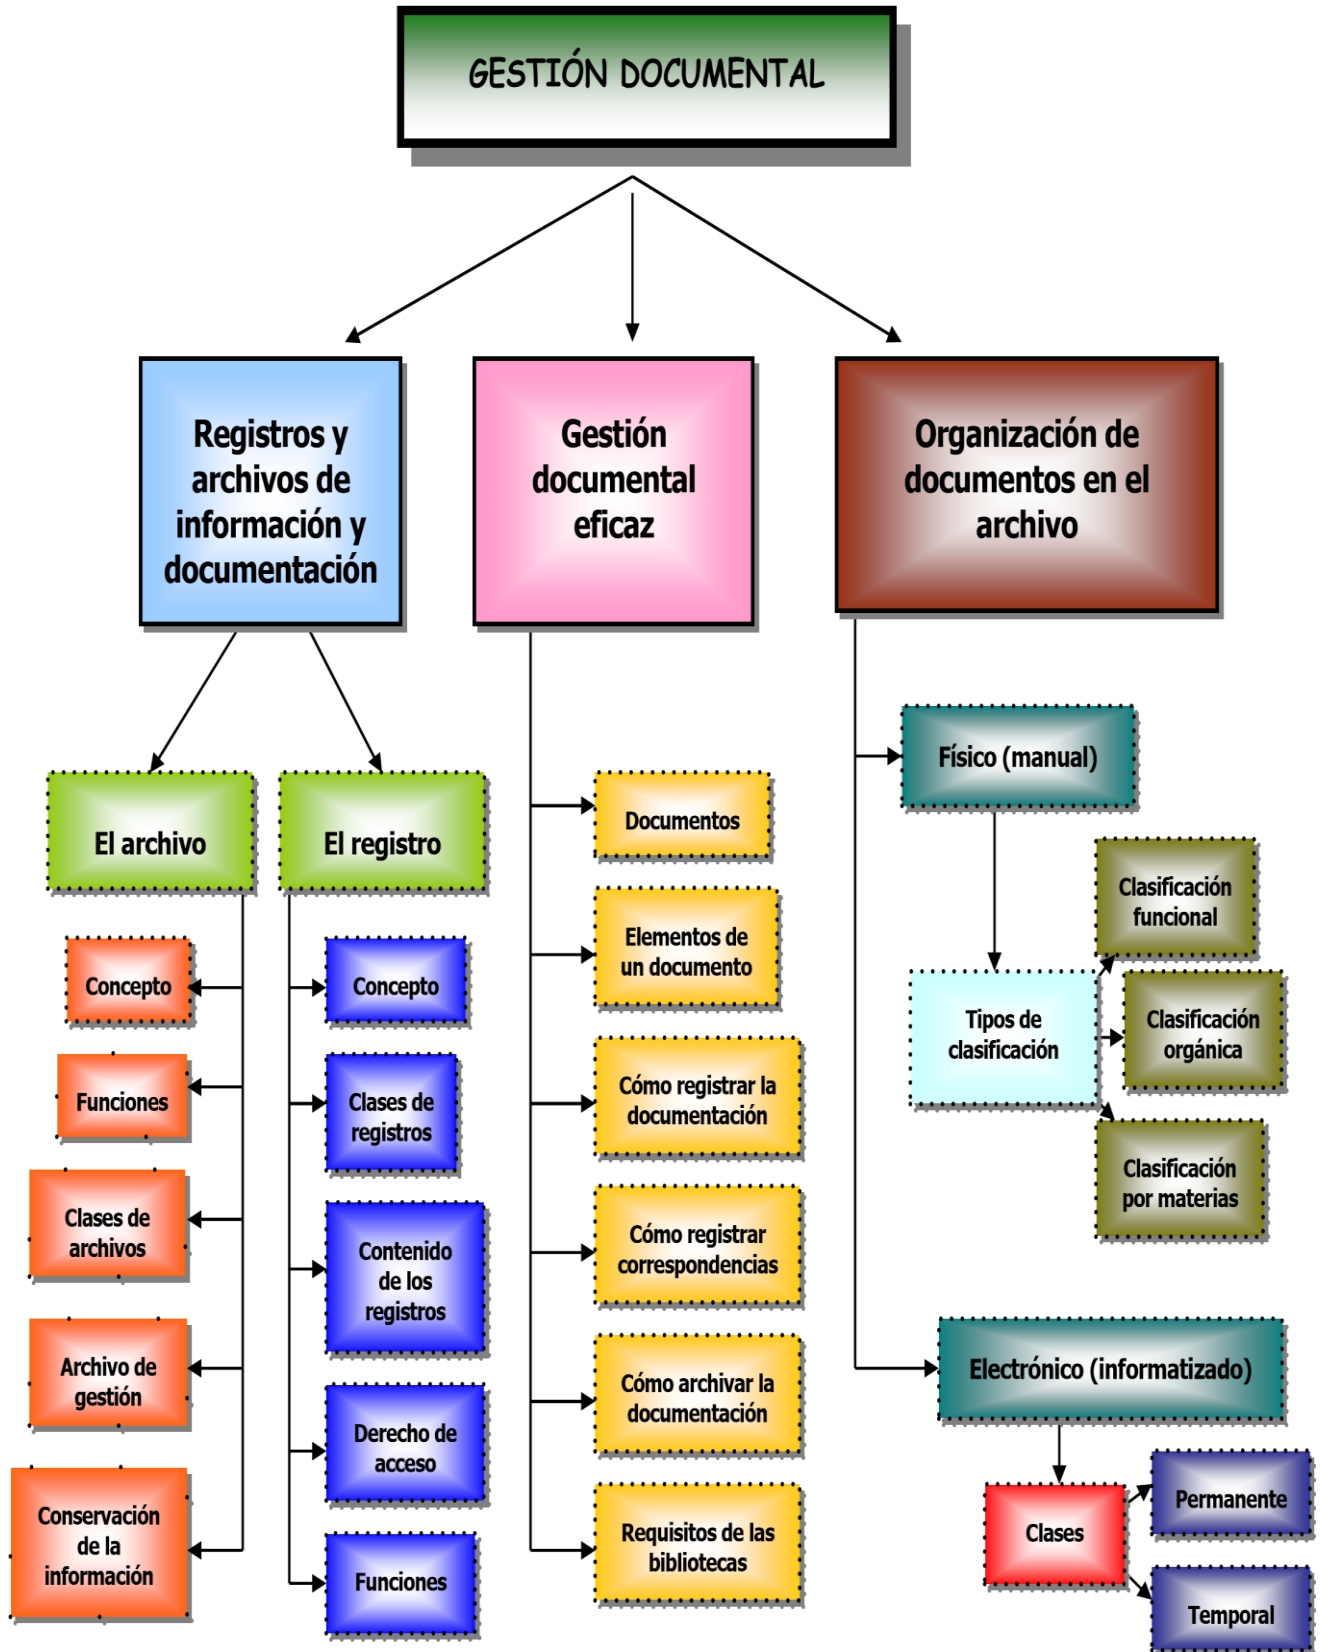 GESTIÓN DOCUMENTAL
Registros y
archivos de
información y
documentación
Gestión
documental
eficaz
Organización de
documentos en el
archivo
El archivo
Concepto
Funciones
Clases de
archivos
Archivo de
gestión
Conservación
de la
información
El registro
Concepto
Clases de
registros
Contenido
de los
registros
Derecho de
acceso
Funciones
Documentos
Elementos de
un documento
Cómo registrar la
documentación
Cómo registrar
correspondencias
Cómo archivar la
documentación
Requisitos de las
bibliotecas
Físico (manual)
Tipos de
clasificación
Clasificación
funcional
Clasificación
orgánica
Clasificación
por materias
Electrónico (informatizado)
Clases
Permanente
Temporal